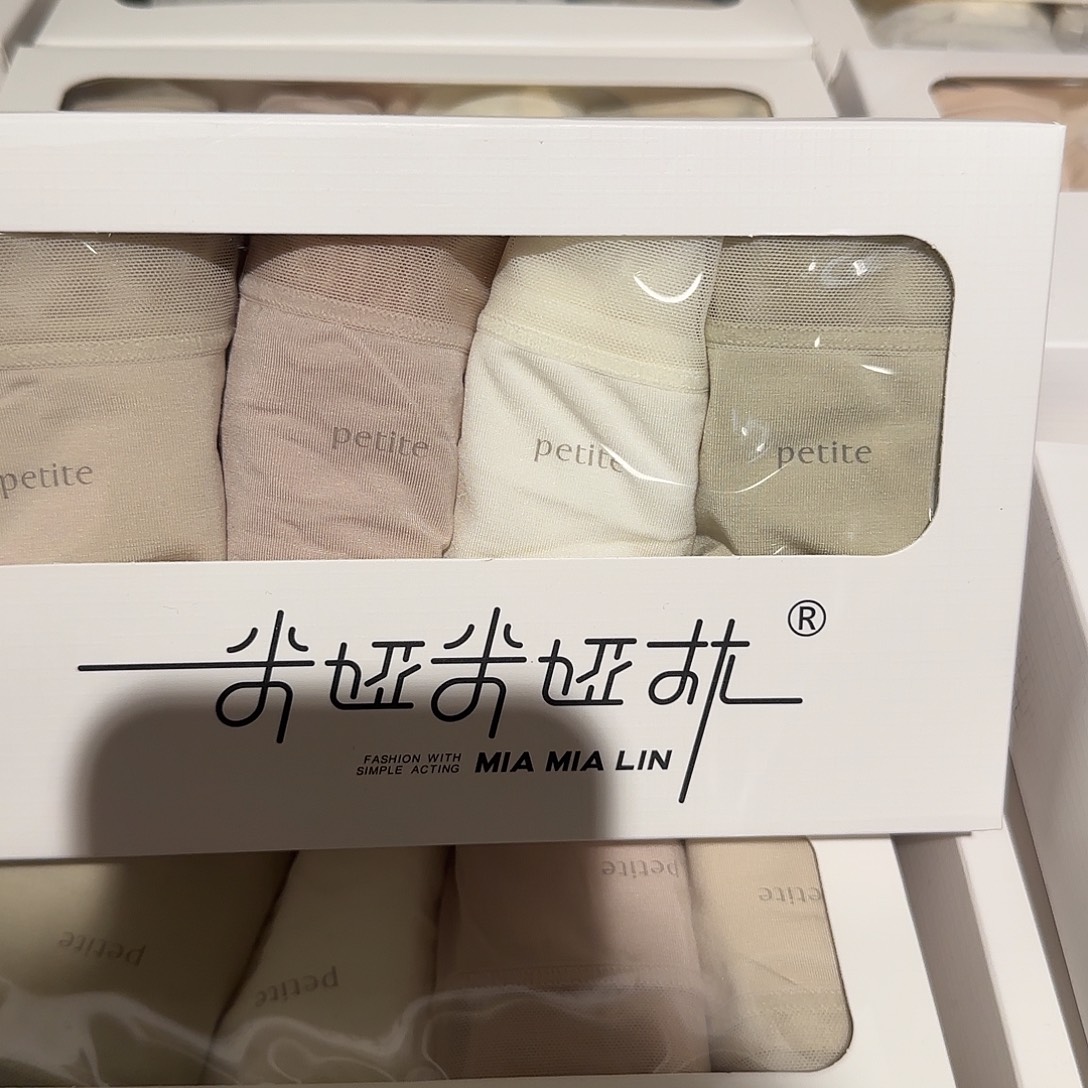 petite
petite
petite
petite
米娅米娅林®
FASHION WITH
SIMPLE ACTING
MIA MIA LIN
petite
petite
petite
petite